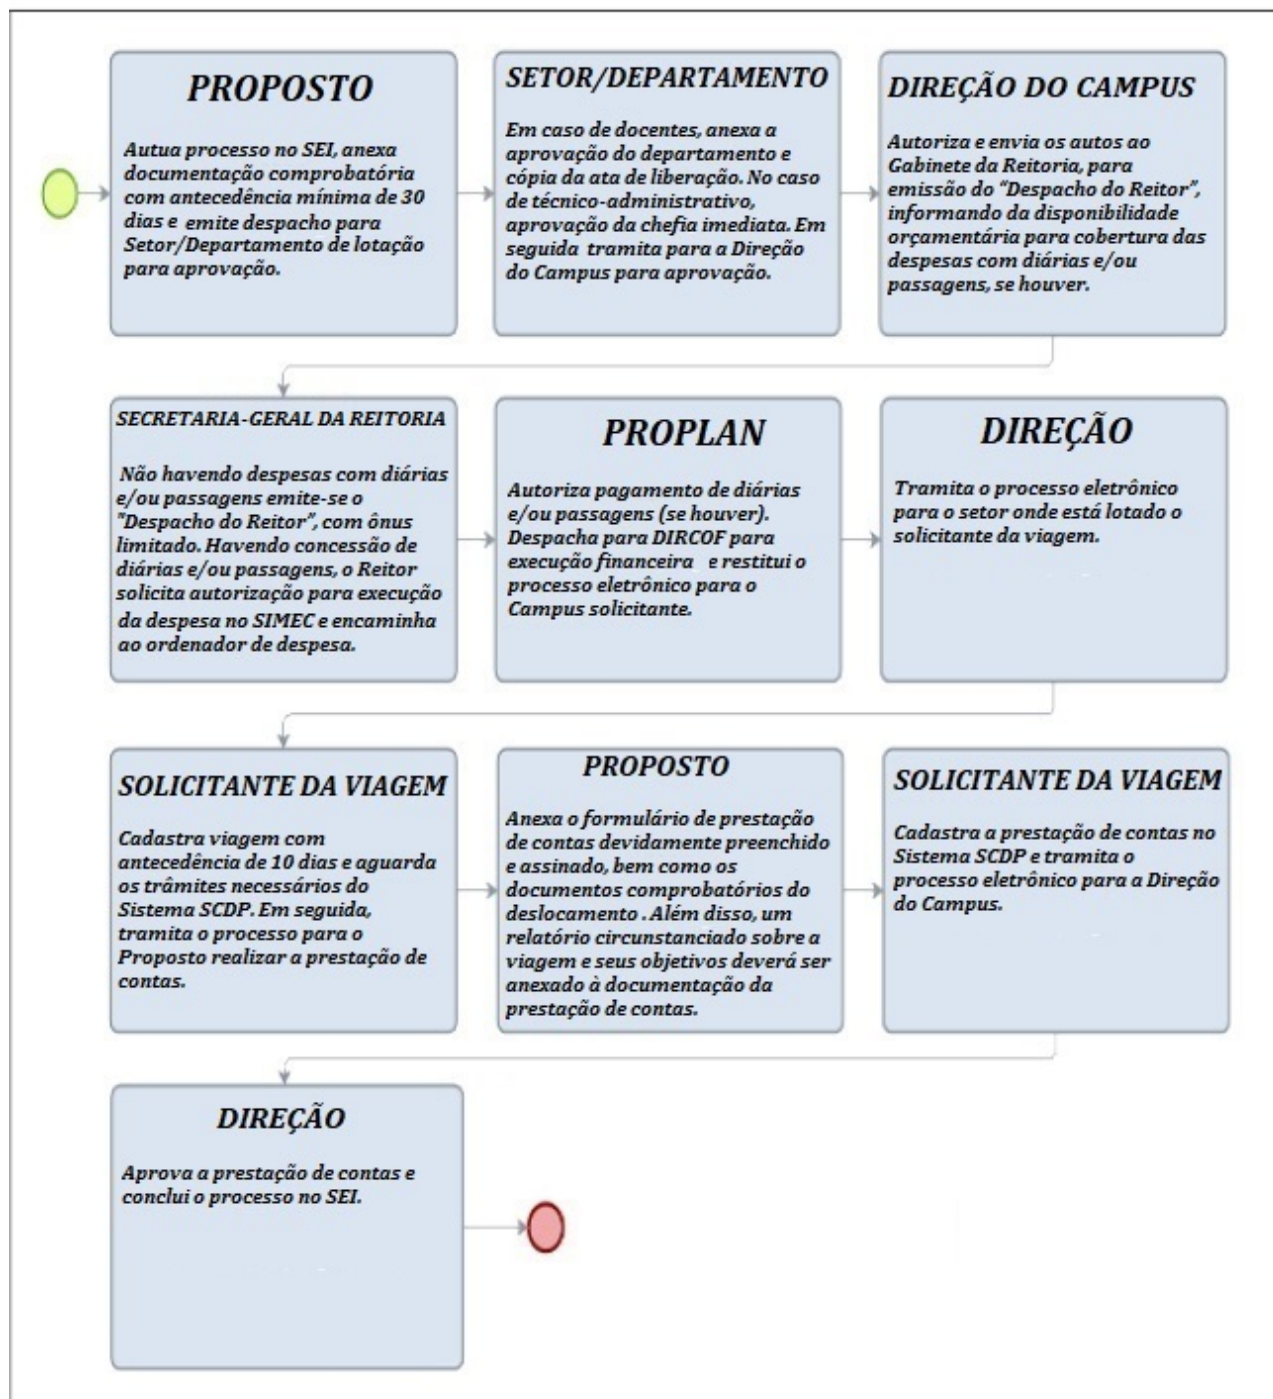 PROPOSTO
Autua processo no SEI, anexa
documentação comprobatória
com antecedência mínima de 30
dias e emite despacho para
Setor/Departamento de lotação
para aprovação.
SETOR/DEPARTAMENTO
Em caso de docentes, anexa a
aprovação do departamento e
cópia da ata de liberação. No caso
de técnico-administrativo,
aprovação da chefia imediata. Em
seguida tramita para a Direção
do Campus para aprovação.
DIREÇÃO DO CAMPUS
Autoriza e envia os autos ao
Gabinete da Reitoria, para
emissão do “Despacho do Reitor”,
informando da disponibilidade
orçamentária para cobertura das
despesas com diárias e/ou
passagens, se houver.
SECRETARIA-GERAL DA REITORIA
Não havendo despesas com diárias
e/ou passagens emite-se o
"Despacho do Reitor”, com ônus
limitado. Havendo concessão de
diárias e/ou passagens, o Reitor
solicita autorização para execução
da despesa no SIMEC e encaminha
ao ordenador de despesa.
PROPLAN
Autoriza pagamento de diárias
e/ou passagens (se houver).
Despacha para DIRCOF para
execução financeira e restitui o
processo eletrônico para o
Campus solicitante.
DIREÇÃO
Tramita o processo eletrônico
para o setor onde está lotado o
solicitante da viagem.
SOLICITANTE DA VIAGEM
Cadastra viagem com
antecedência de 10 dias e aguarda
os trâmites necessários do
Sistema SCDP. Em seguida,
tramita o processo para o
Proposto realizar a prestação de
contas.
PROPOSTO
Anexa o formulário de prestação
de contas devidamente preenchido
e assinado, bem como os
documentos comprobatórios do
deslocamento . Além disso, um
relatório circunstanciado sobre a
viagem e seus objetivos deverá ser
anexado à documentação da
prestação de contas.
SOLICITANTE DA VIAGEM
Cadastra a prestação de contas no
Sistema SCDP e tramita o
processo eletrônico para a Direção
do Campus.
DIREÇÃO
Aprova a prestação de contas e
conclui o processo no SEI.